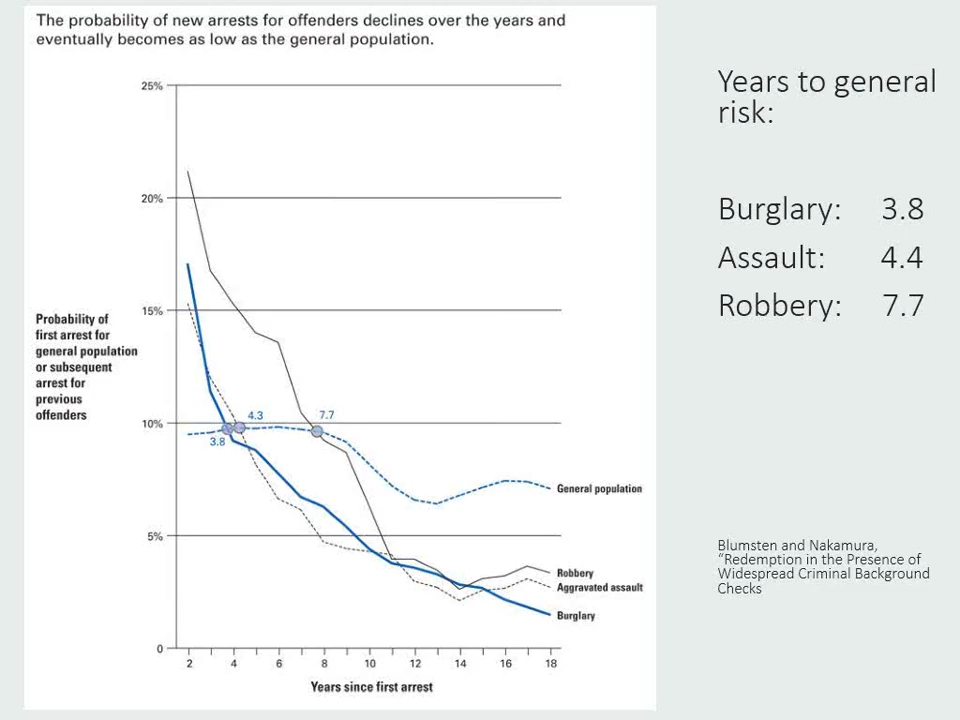 The probability of new arrests for offenders declines over the years and
eventually becomes as low as the general population.
25%
20%
15%
10%
5%
0
Probability of
first arrest for
general population
or subsequent
arrest for
previous
offenders
3.8
4.3
7.7
General population
Robbery
Aggravated assault
Burglary
2 4 6 8 10 12 14 16 18
Years since first arrest
Years to general
risk:
Burglary: 3.8
Assault: 4.4
Robbery: 7.7
Blumsten and Nakamura,
“Redemption in the Presence of
Widespread Criminal Background
Checks